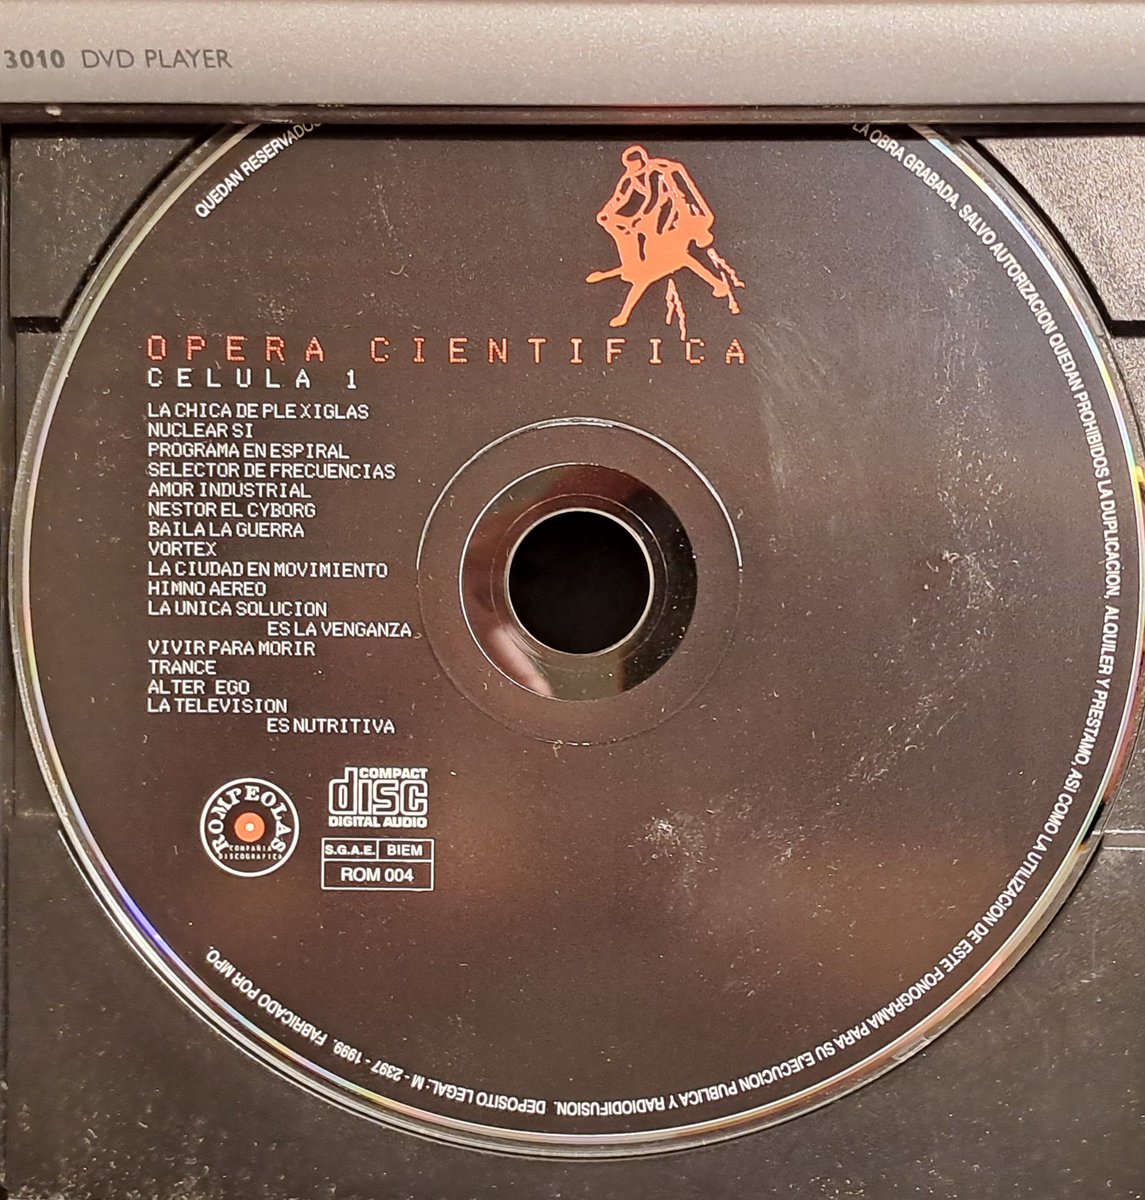 3010 DVD PLAYER
OPERA CIENTIFICA
CELULA 1
LA CHICA DE PLEXIGLAS
NUCLEAR SI
PROGRAMA EN ESPIRAL
SELECTOR DE FRECUENCIAS
AMOR INDUSTRIAL
NESTOR EL CYBORG
BAILA LA GUERRA
VORTEX
LA CIUDAD EN MOVIMIENTO
HIMNO AEREO
LA UNICA SOLUCION
ES LA VENGANZA
VIVIR PARA MORIR
TRANCE
ALTER EGO
LA TELEVISION
ES NUTRITIVA
ROMPEOLAS
COMPAÑIA
DISCOGRAFICA
COMPACT
disc
DIGITAL AUDIO
S.G.A.E. BIEM
ROM 004
QUEDAN RESERVADOS
LA OBRA GRABADA. SALVO AUTORIZACION QUEDAN PROHIBIDOS LA DUPLICACION, ALQUILER Y PRESTAMO, ASI COMO LA UTILIZACION DE ESTE FONOGRAMA PARA SU EJECUCION PUBLICA Y RADIODIFUSION. DEPOSITO LEGAL: M - 2397 - 1999. FABRICADO POR MPO.